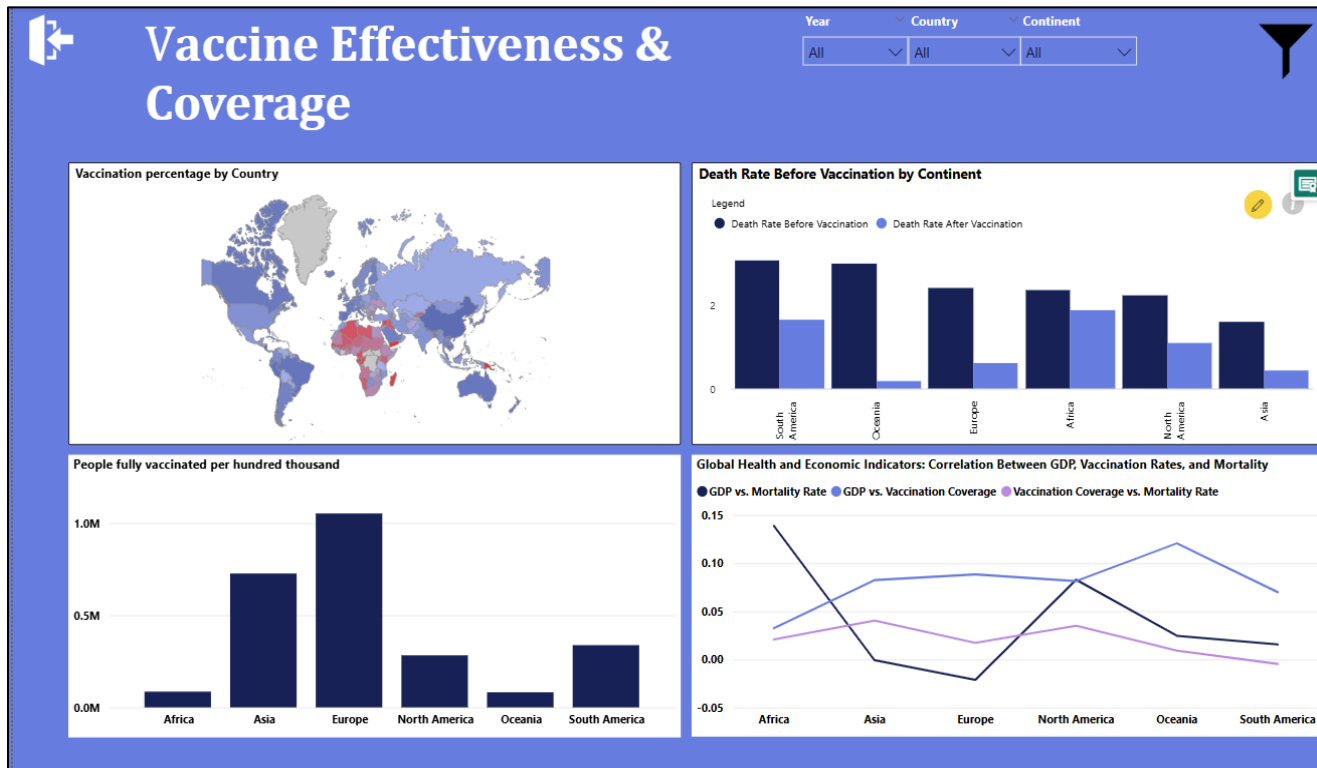 Vaccine Effectiveness &
Coverage
Year Country Continent
All All All
Vaccination percentage by Country
Death Rate Before Vaccination by Continent
Legend
Death Rate Before Vaccination Death Rate After Vaccination
2
0
South America
Oceania
Europe
Africa
North America
Asia
People fully vaccinated per hundred thousand
1.0M
0.5M
0.0M
Africa Asia Europe North America Oceania South America
Global Health and Economic Indicators: Correlation Between GDP, Vaccination Rates, and Mortality
GDP vs. Mortality Rate GDP vs. Vaccination Coverage Vaccination Coverage vs. Mortality Rate
0.15
0.10
0.05
0.00
-0.05
Africa Asia Europe North America Oceania South America